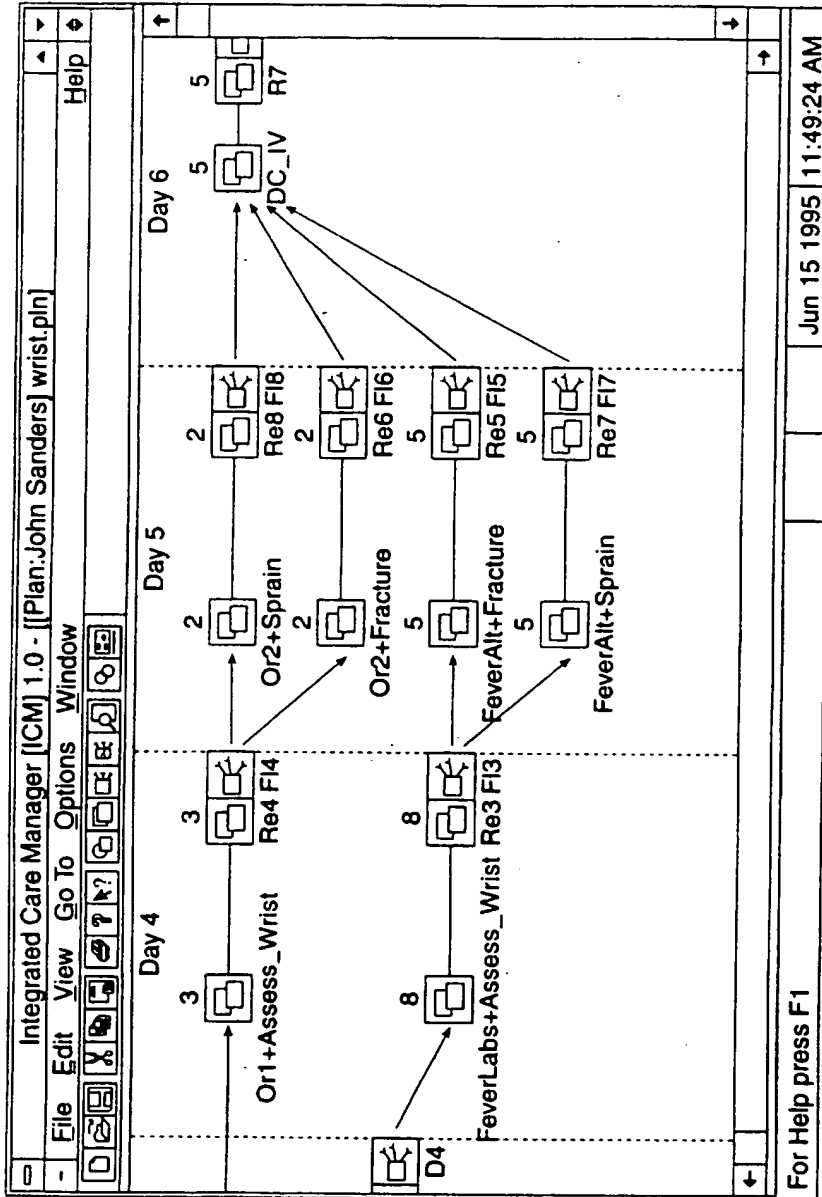 Integrated Care Manager [ICM] 1.0 - [[Plan:John Sanders] wrist.pln]
File Edit View Go To Options Window Help
Day 4 Day 5 Day 6
3 3 2 2 5 5
Or1+Assess_Wrist Re4 Fl4 Or2+Sprain Re8 Fl8 DC_IV R7
2 2
Or2+Fracture Re6 Fl6
D4
8 8 5 5
FeverLabs+Assess_Wrist Re3 Fl3 FeverAlt+Fracture Re5 Fl5
5 5
FeverAlt+Sprain Re7 Fl7
For Help press F1 Jun 15 1995 11:49:24 AM